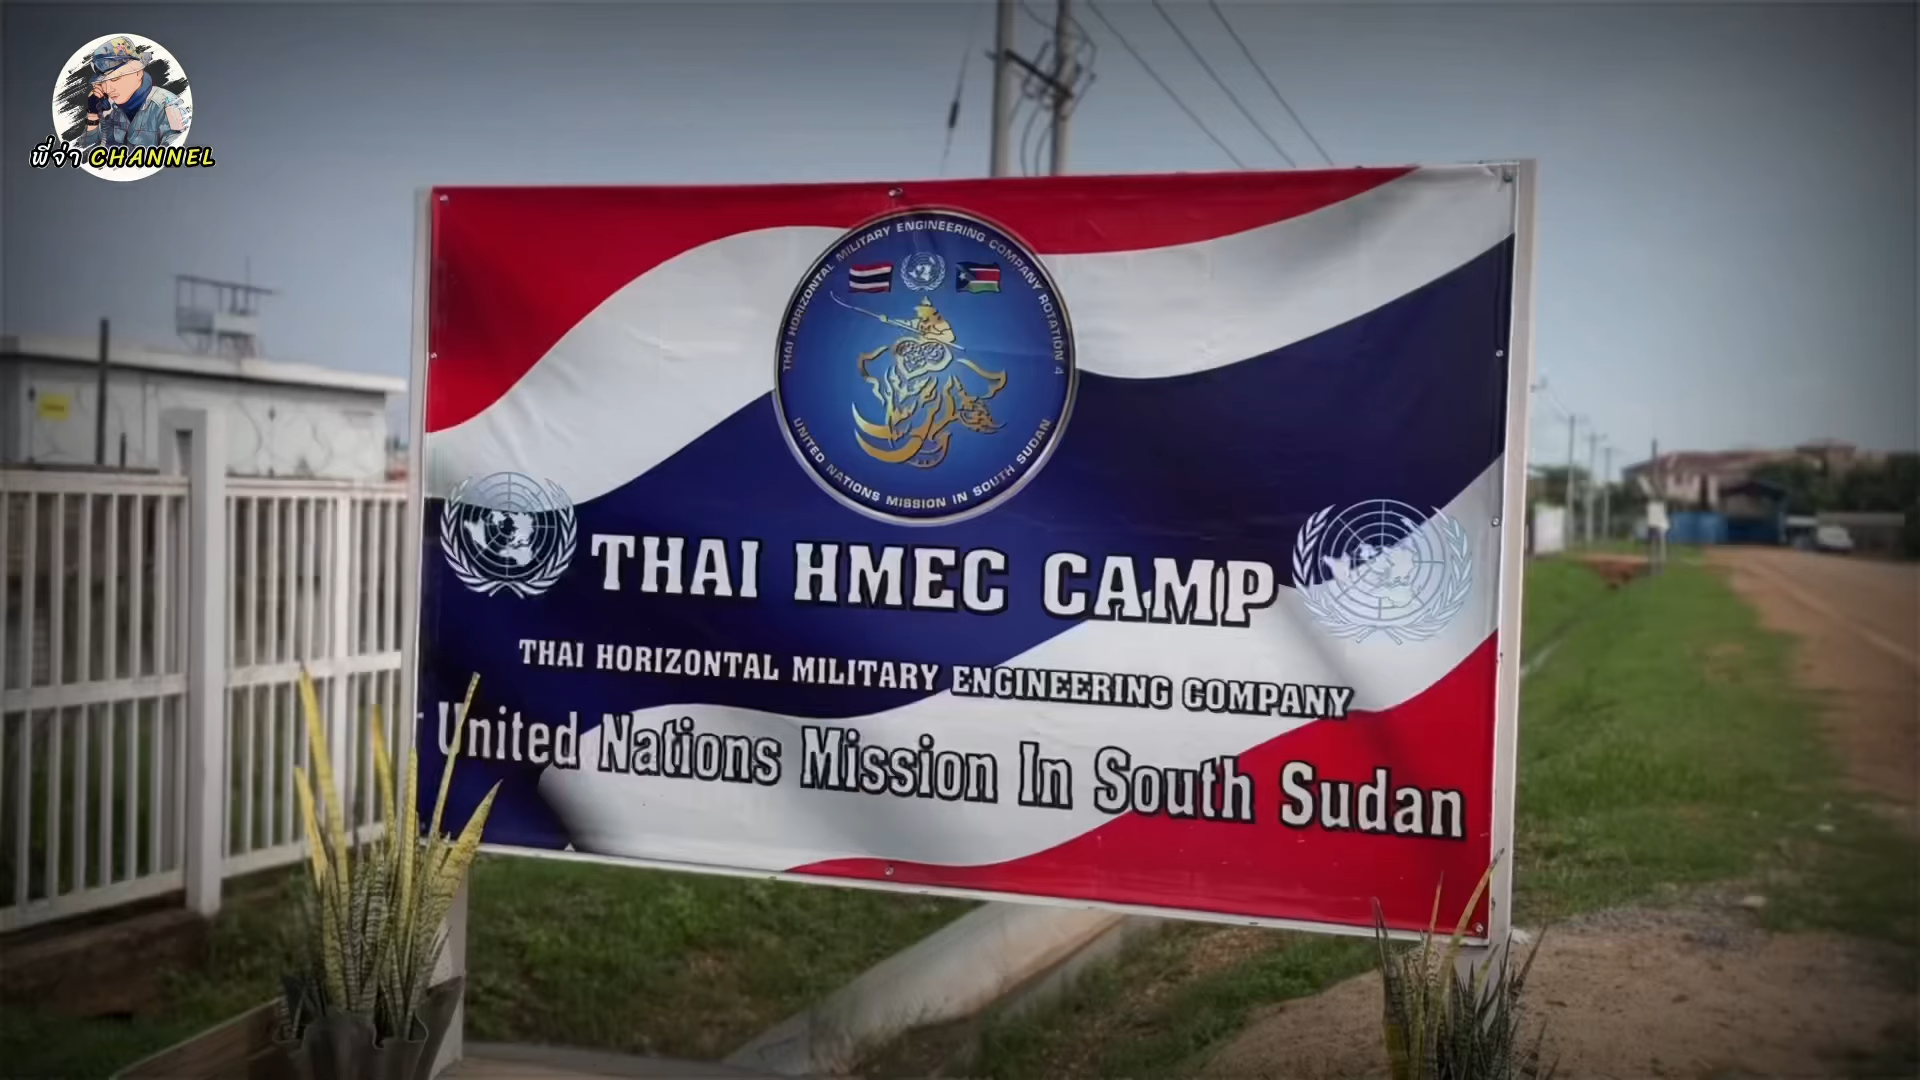 พี่จ่า CHANNEL
THAI HORIZONTAL MILITARY ENGINEERING COMPANY ROTATION 4
UNITED NATIONS MISSION IN SOUTH SUDAN
THAI HMEC CAMP
THAI HORIZONTAL MILITARY ENGINEERING COMPANY
United Nations Mission In South Sudan